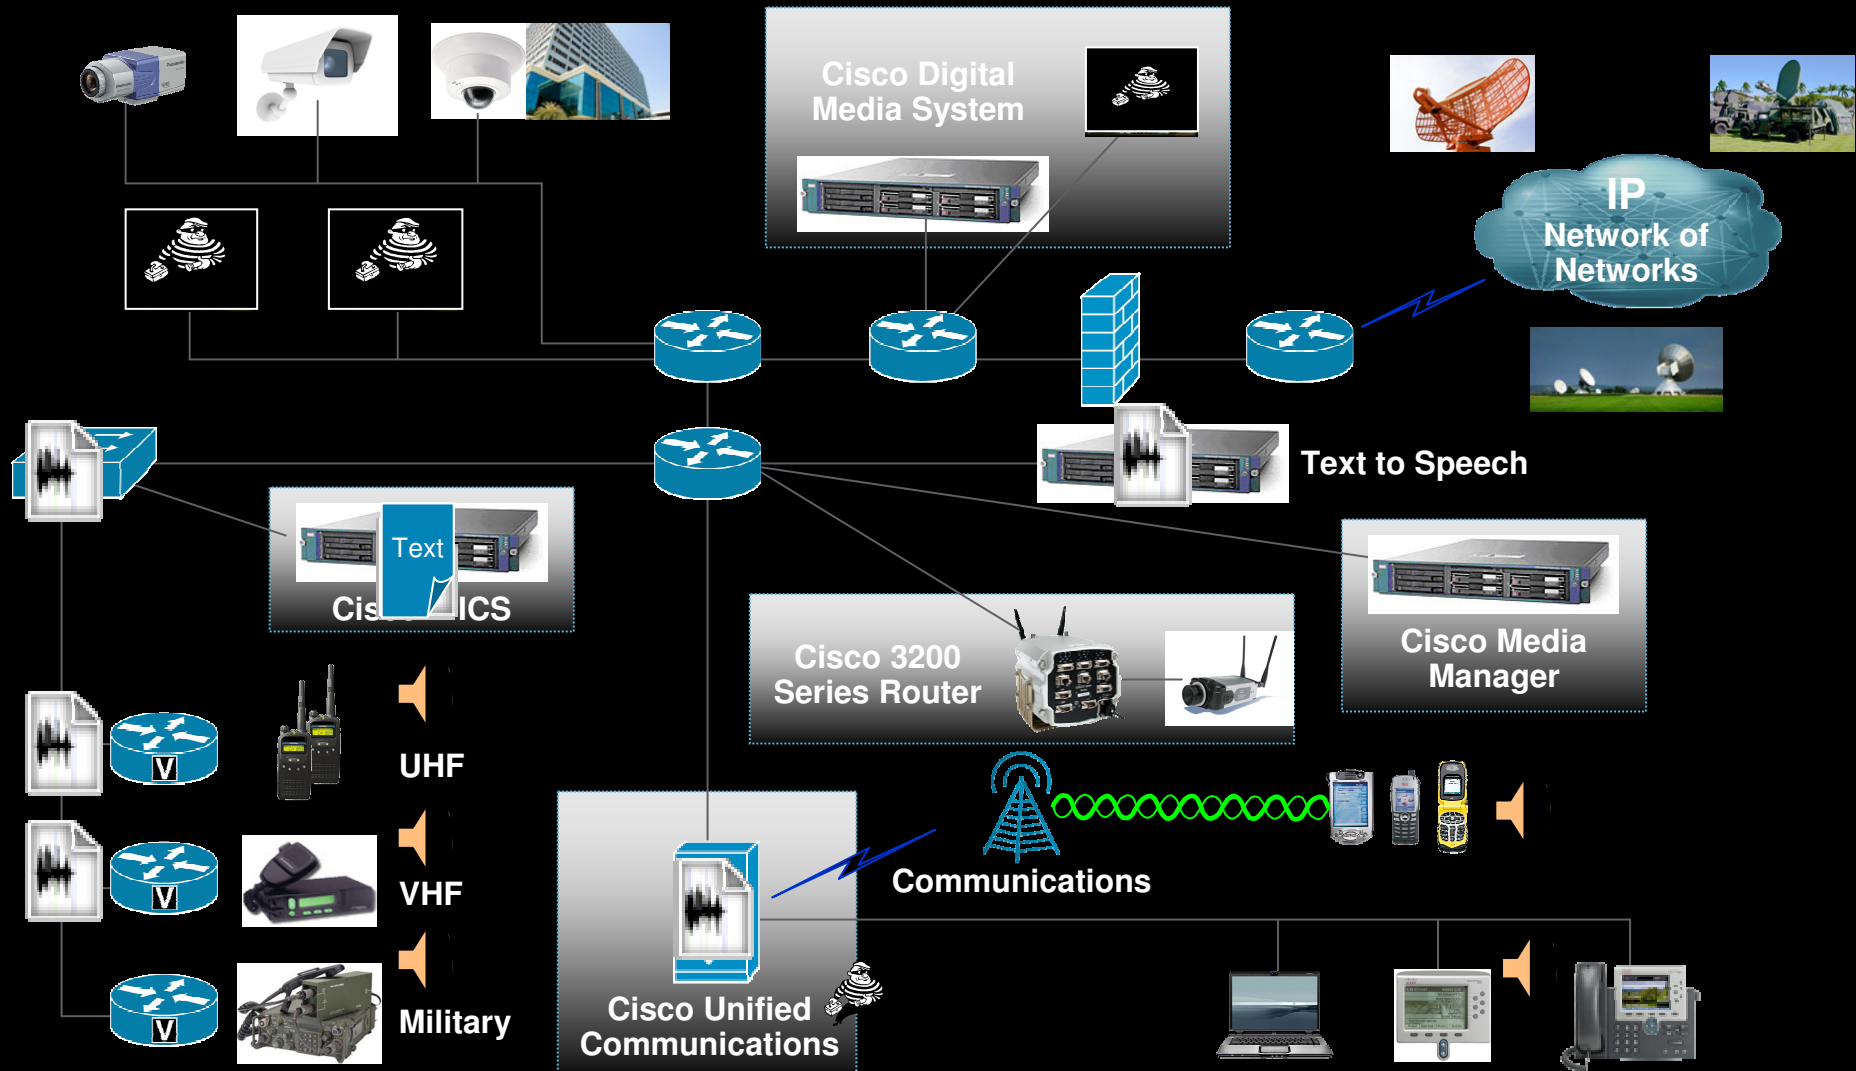 Cisco Digital
Media System
IP
Network of
Networks
Text to Speech
Text
Cis ICS
Cisco 3200
Series Router
Cisco Media
Manager
UHF
V
VHF
V
Communications
Military
V
Cisco Unified
Communications